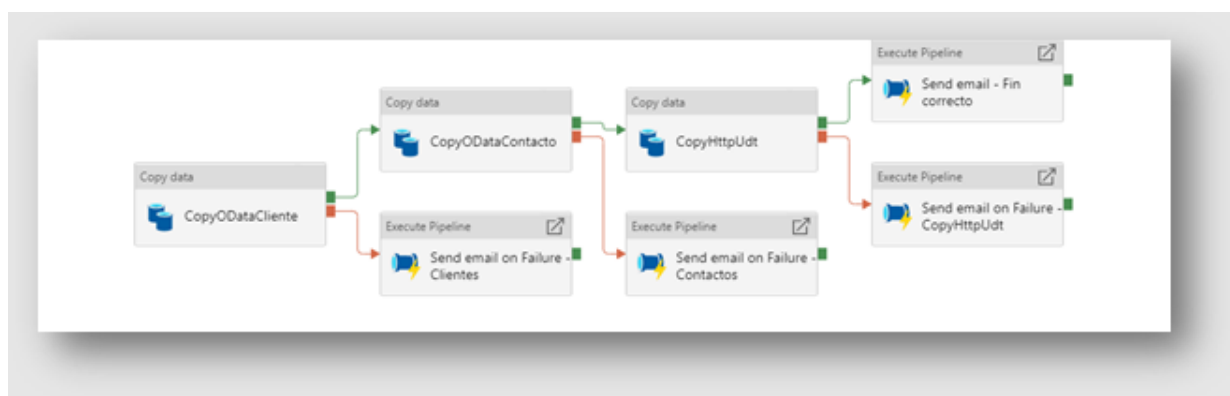 Execute Pipeline
Send email - Fin
correcto
Copy data
CopyODataContacto
Copy data
CopyHttpUdt
Copy data
CopyODataCliente
Execute Pipeline
Send email on Failure -
CopyHttpUdt
Execute Pipeline
Send email on Failure -
Clientes
Execute Pipeline
Send email on Failure -
Contactos